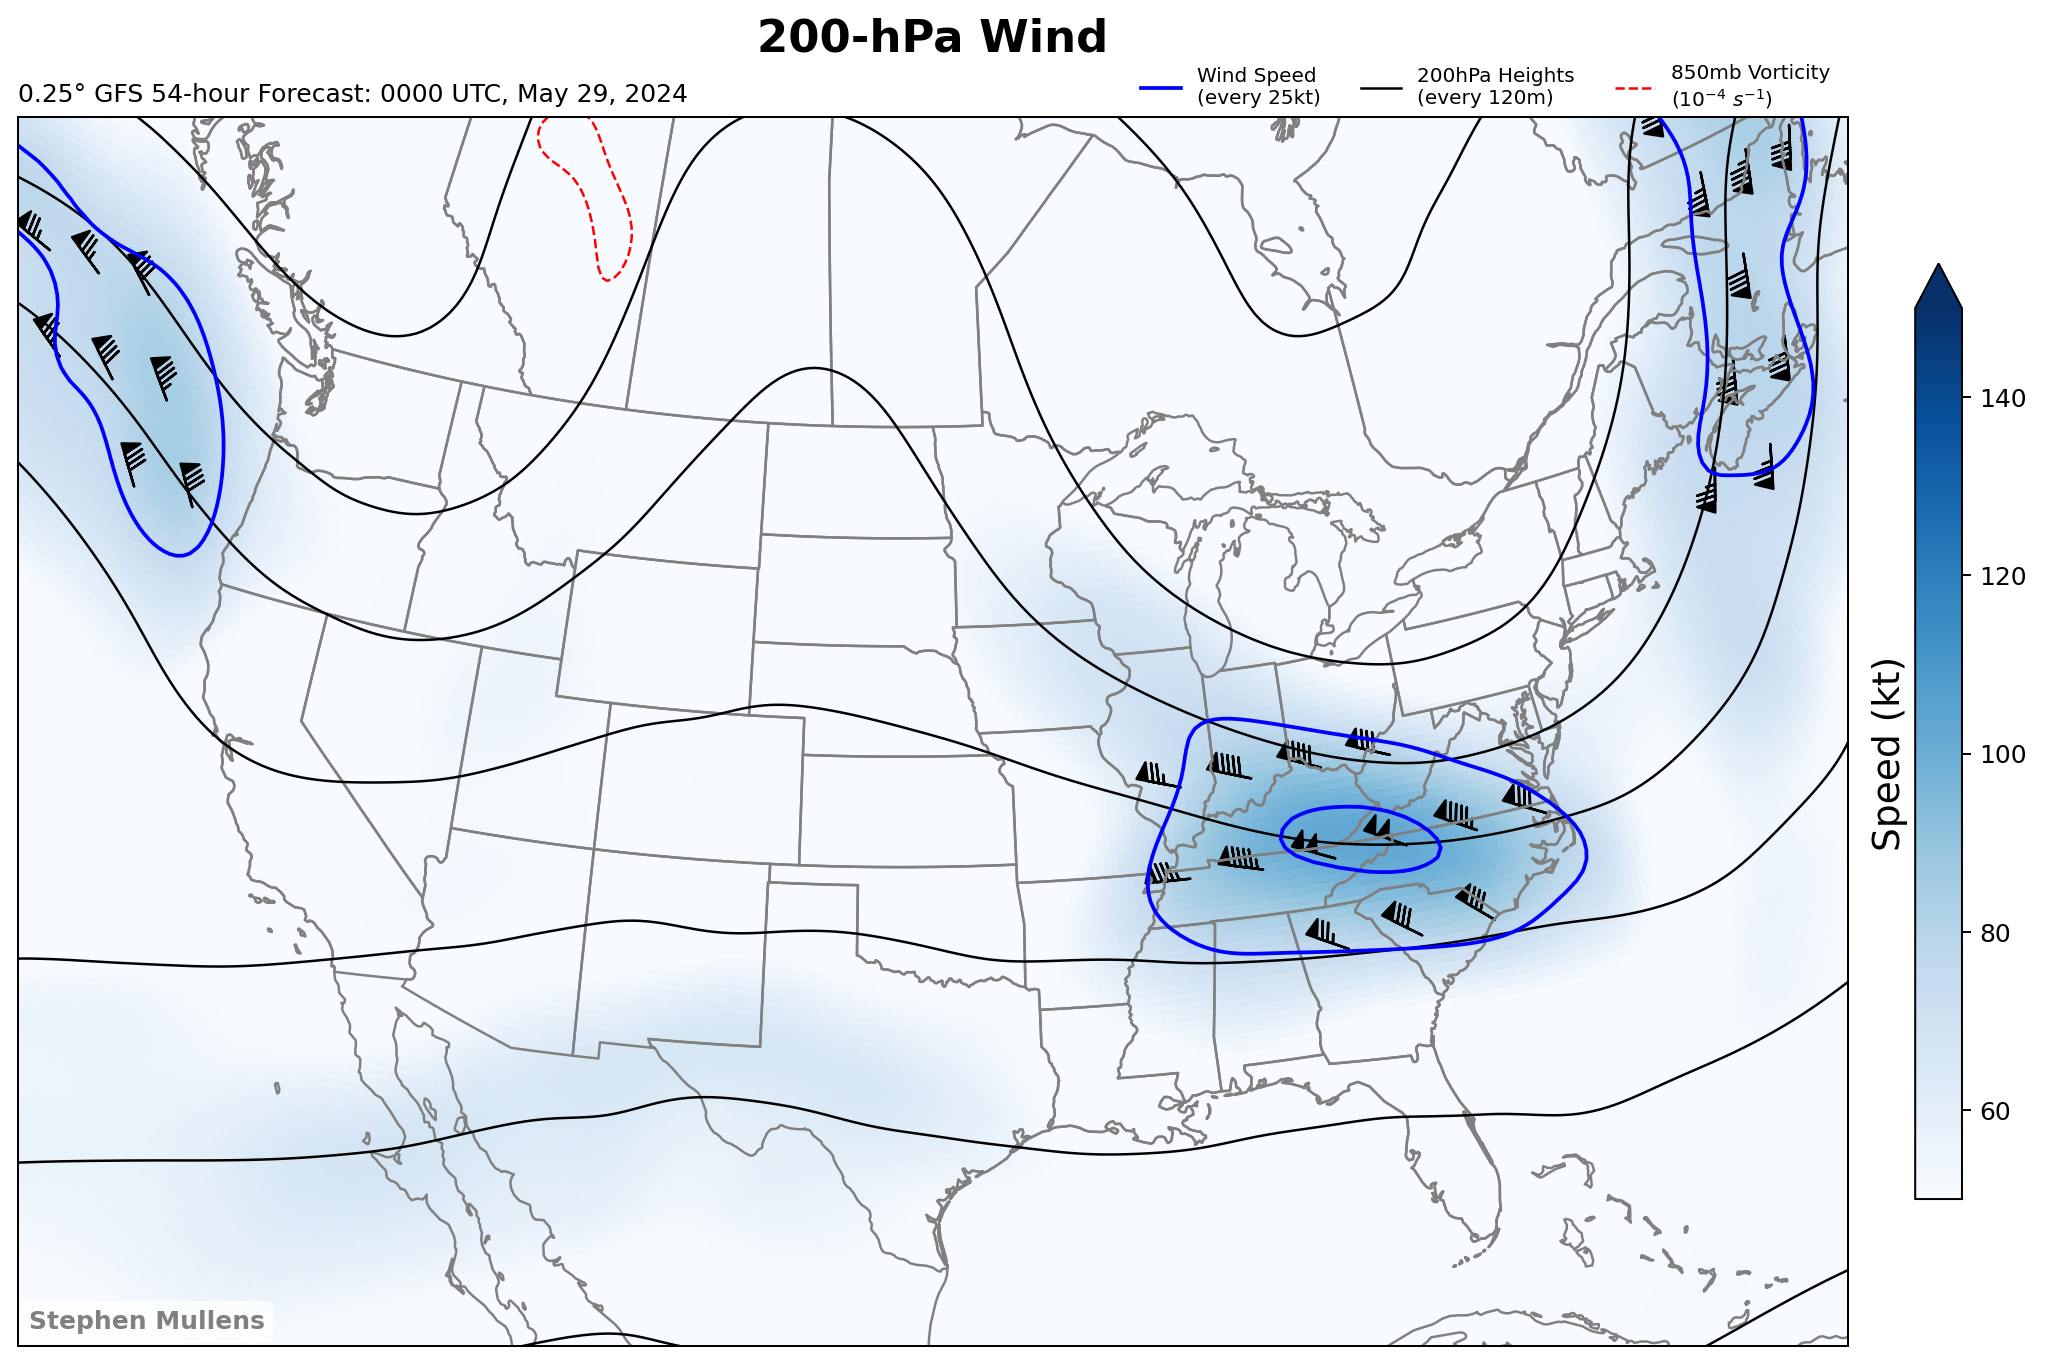 200-hPa Wind
0.25° GFS 54-hour Forecast: 0000 UTC, May 29, 2024
Wind Speed
(every 25kt)
200hPa Heights
(every 120m)
850mb Vorticity
(10⁻⁴ s⁻¹)
140
120
100
80
60
Speed (kt)
Stephen Mullens